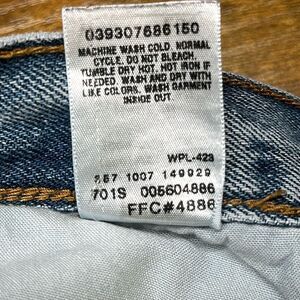 039307686150
MACHINE WASH COLD. NORMAL
CYCLE. DO NOT BLEACH.
TUMBLE DRY HOT. HOT IRON IF
NEEDED. WASH AND DRY WITH
LIKE COLORS. WASH GARMENT
INSIDE OUT.
WPL-423
557 1007 149929
701S 005604886
FFC#4886